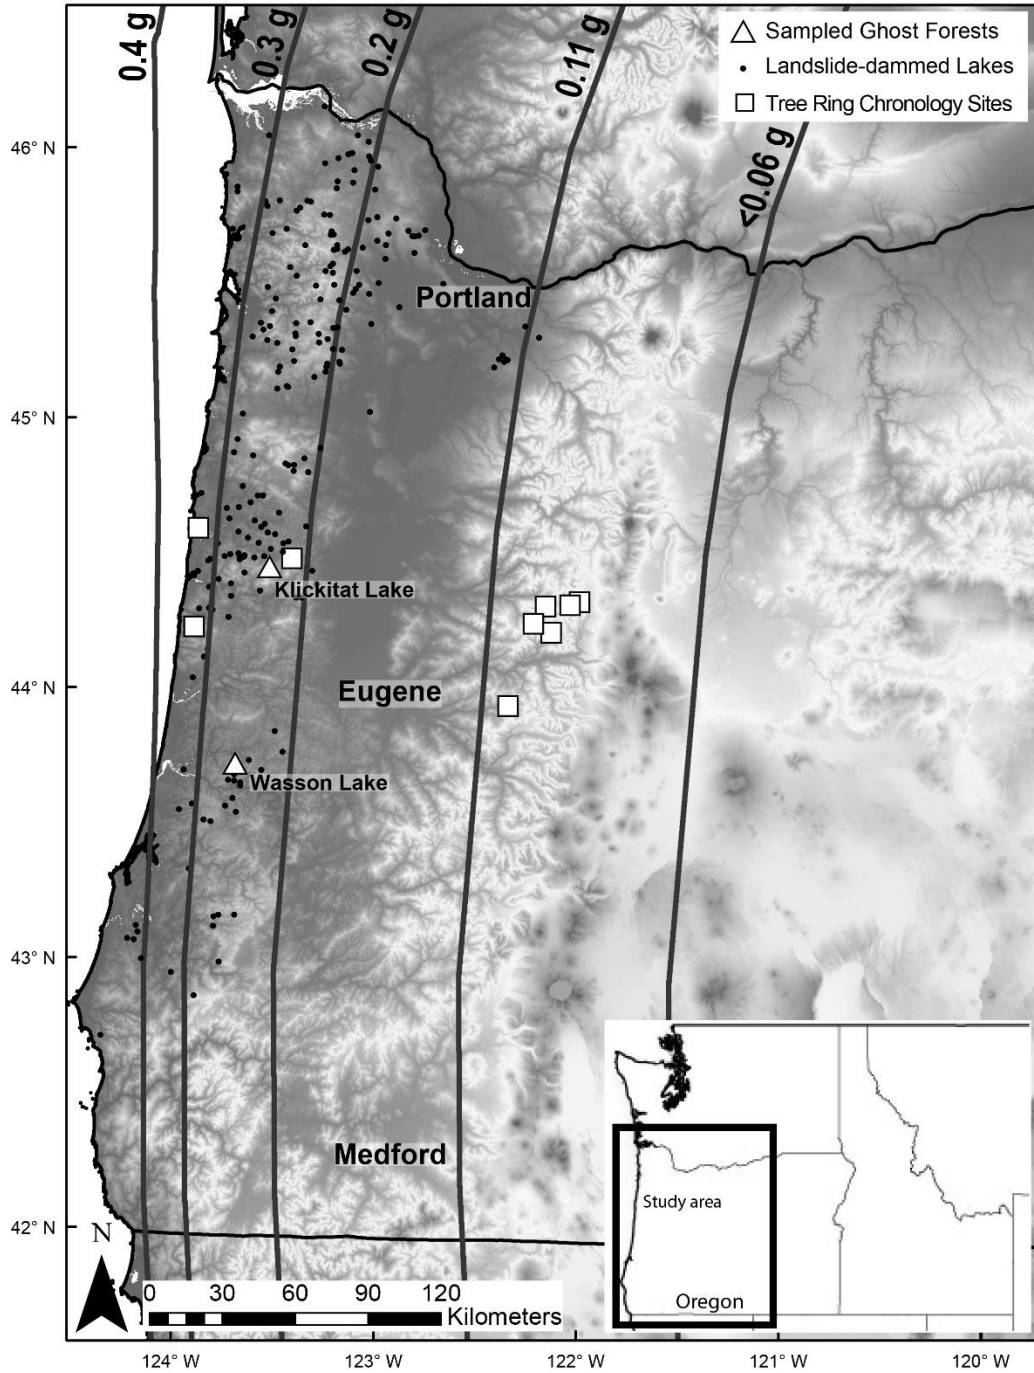 0.4 g
0.3 g
0.2 g
0.11 g
<0.06 g
Sampled Ghost Forests
Landslide-dammed Lakes
Tree Ring Chronology Sites
46° N
45° N
44° N
43° N
42° N
Portland
Klickitat Lake
Eugene
Wasson Lake
Medford
N
0 30 60 90 120
Kilometers
Study area
Oregon
124° W 123° W 122° W 121° W 120° W